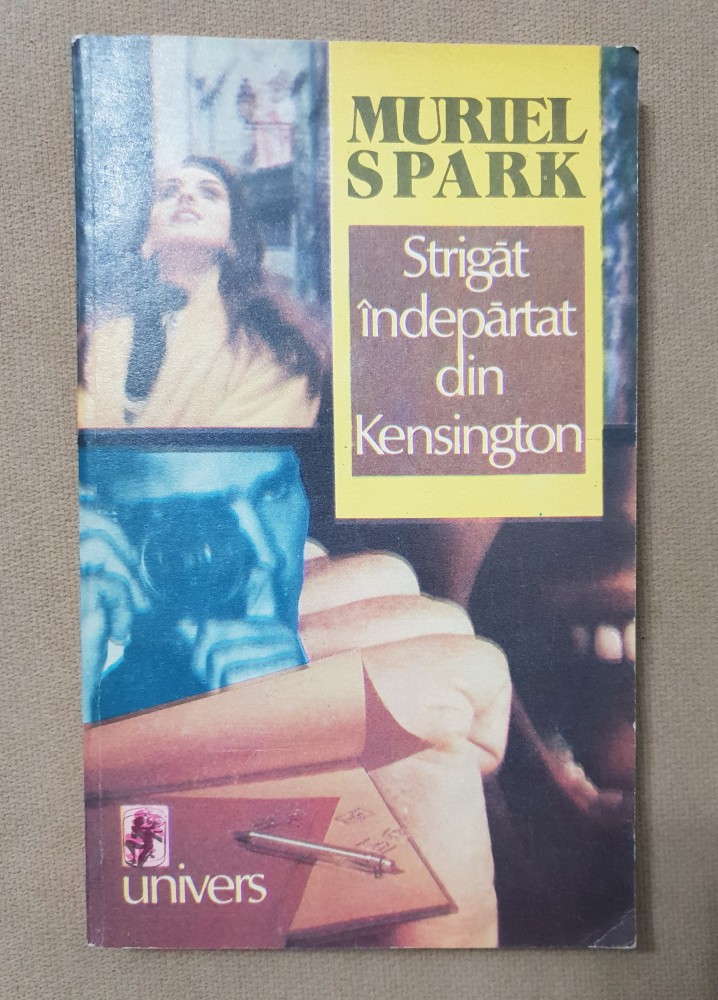 MURIEL
SPARK
Strigăt
îndepărtat
din
Kensington
univers